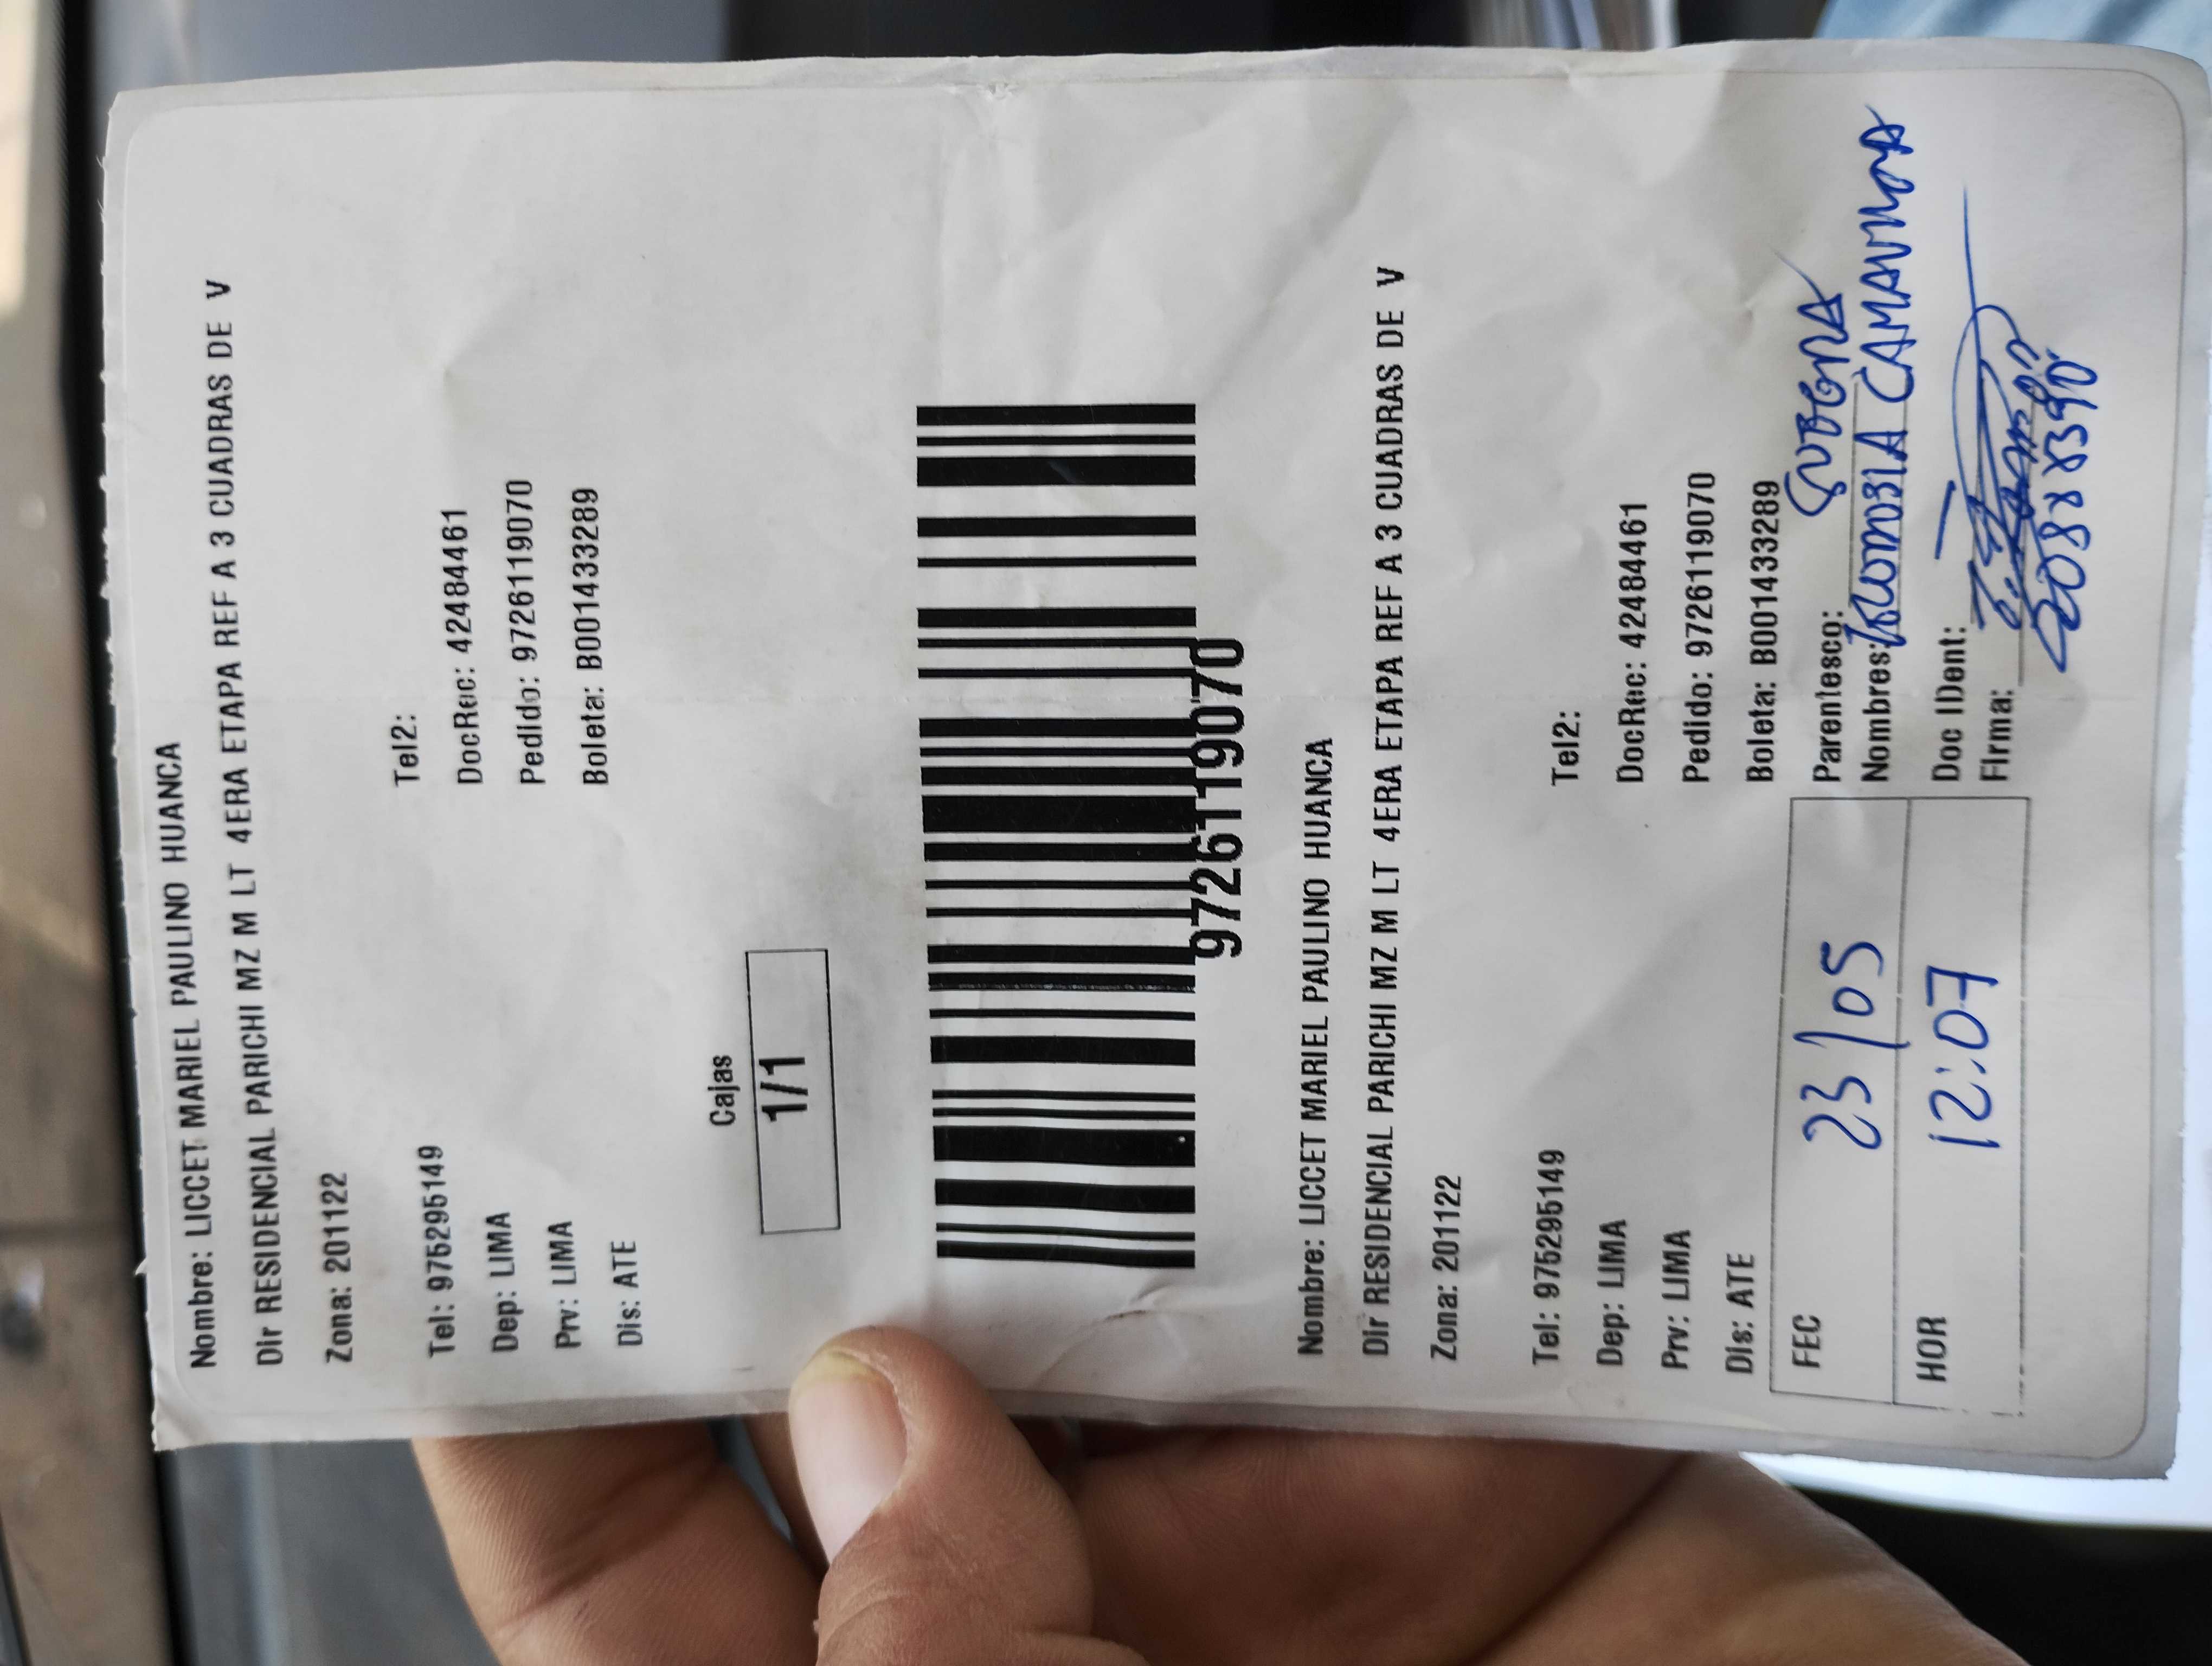 Nombre: LICCET MARIEL PAULINO HUANCA
Dir RESIDENCIAL PARICHI MZ M LT 4ERA ETAPA REF A 3 CUADRAS DE V
Zona: 201122
Tel: 975295149 Tel2:
Dep: LIMA DocRec: 42484461
Prv: LIMA Pedido: 9726119070
Dis: ATE Boleta: B001433289
Cajas
1/1
9726119070
Nombre: LICCET MARIEL PAULINO HUANCA
Dir RESIDENCIAL PARICHI MZ M LT 4ERA ETAPA REF A 3 CUADRAS DE V
Zona: 201122
Tel: 975295149 Tel2:
Dep: LIMA DocRec: 42484461
Prv: LIMA Pedido: 9726119070
Dis: ATE Boleta: B001433289
FEC 23/05 Parentesco: SUEGRA
Nombres: CAMAVILCA
HOR 12:07 Doc IDent:
Firma: